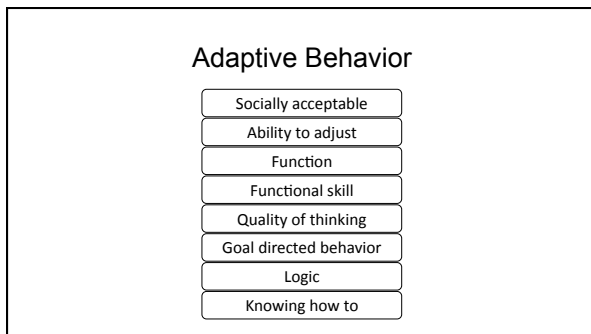 Adaptive Behavior
Socially acceptable
Ability to adjust
Function
Functional skill
Quality of thinking
Goal directed behavior
Logic
Knowing how to